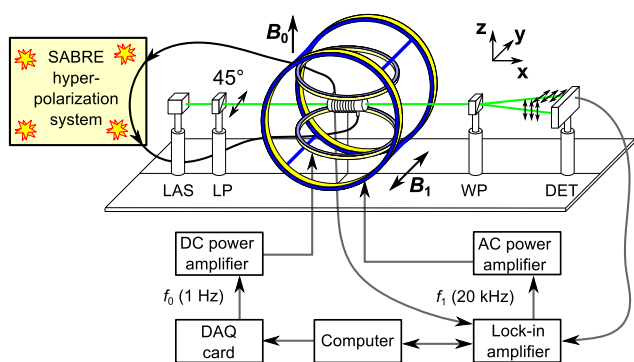 SABRE
hyper-
polarization
system
B0
z
y
x
45°
B1
LAS
LP
WP
DET
DC power
amplifier
AC power
amplifier
f0 (1 Hz)
f1 (20 kHz)
DAQ
card
Computer
Lock-in
amplifier